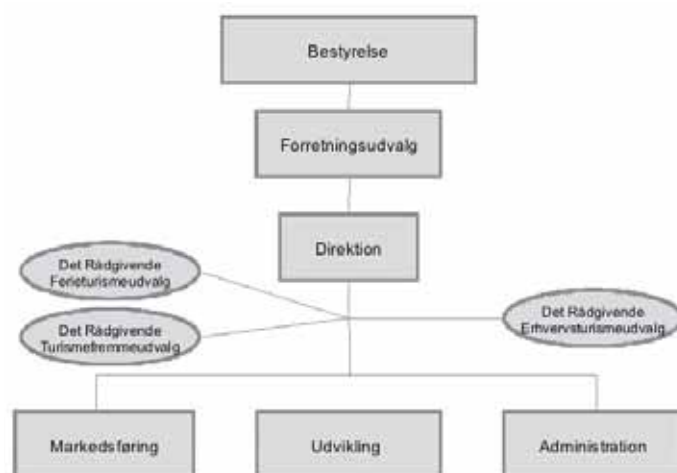 Bestyrelse
Forretningsudvalg
Direktion
Det Rådgivende
Ferieturismeudvalg
Det Rådgivende
Turismefremmeudvalg
Det Rådgivende
Erhvervsturismeudvalg
Markedsføring
Udvikling
Administration